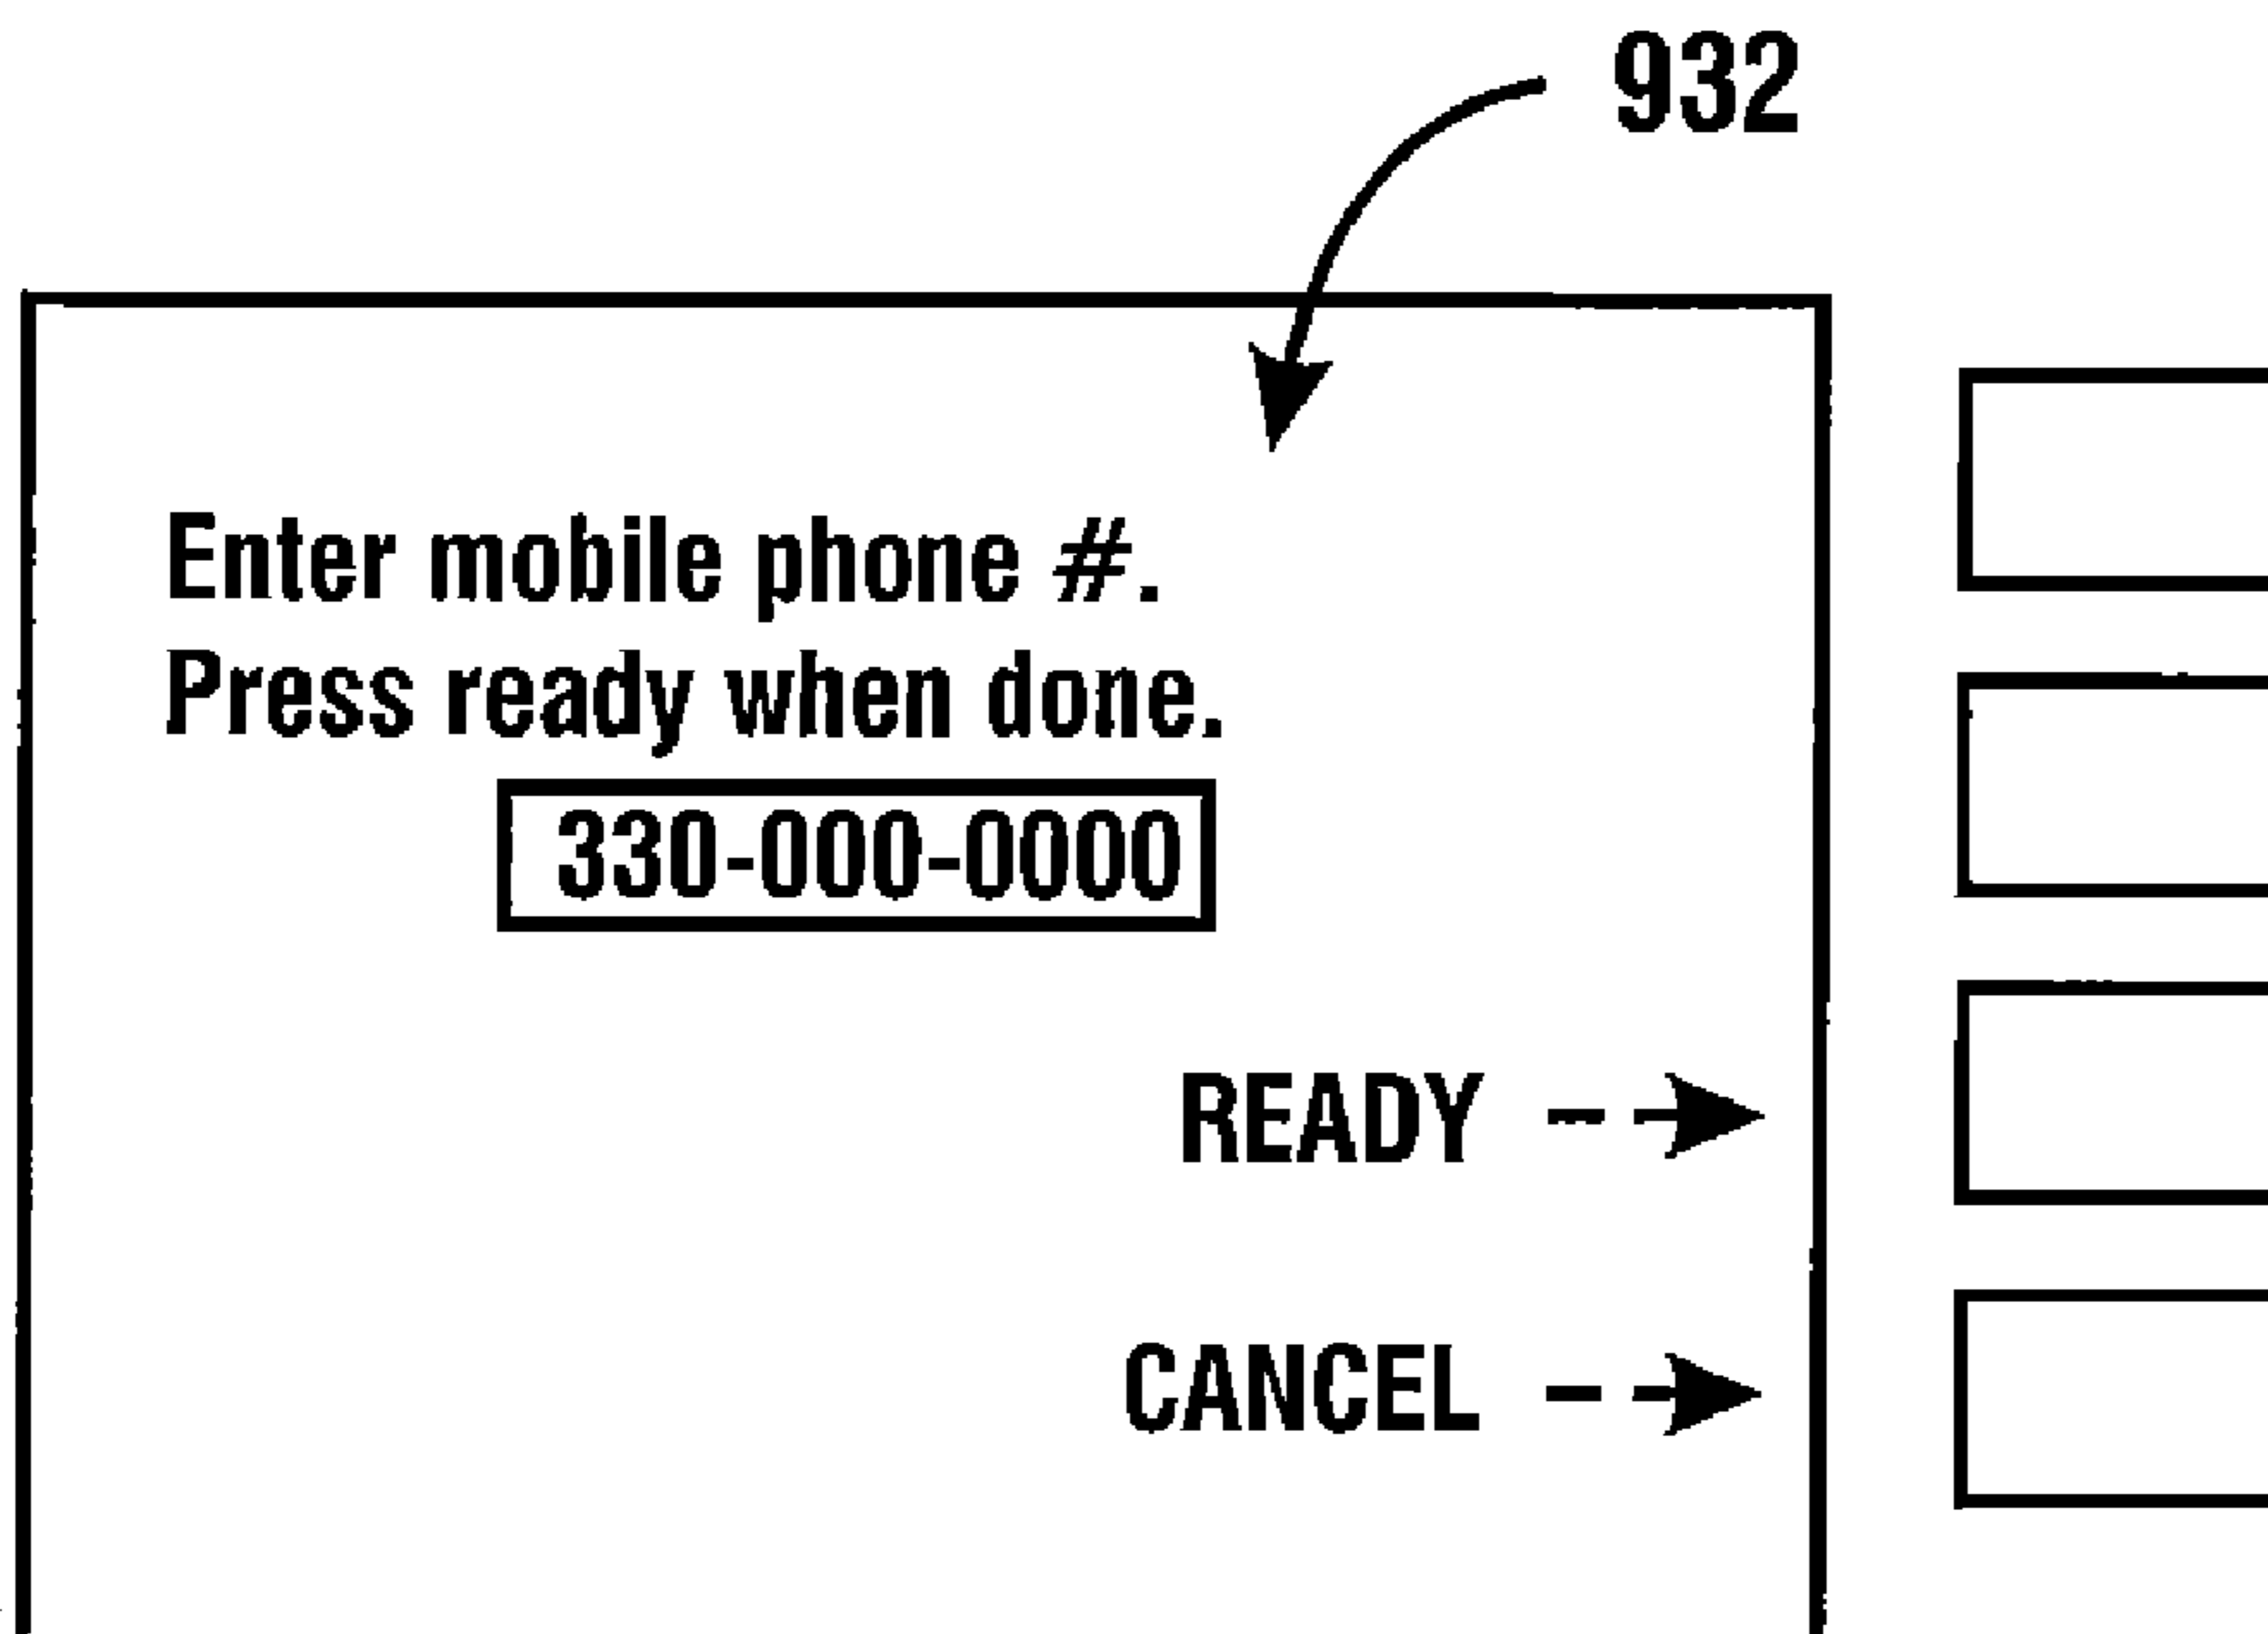 932
Enter mobile phone #.
Press ready when done.
330-000-0000
READY
CANCEL